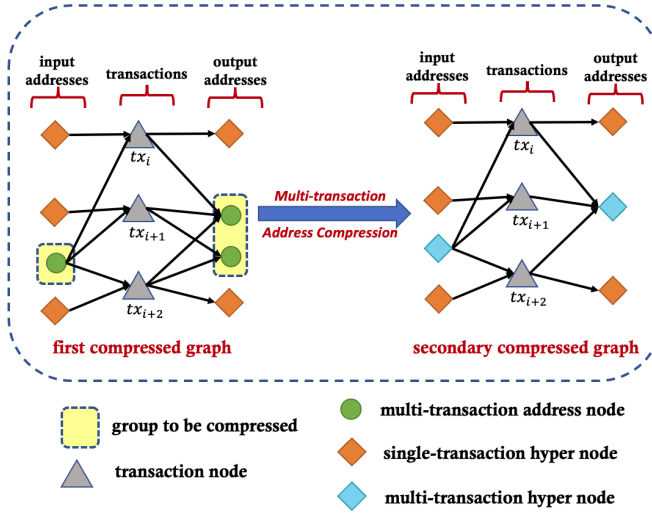 input
addresses
transactions
output
addresses
input
addresses
transactions
output
addresses
tx_i
tx_{i+1}
tx_{i+2}
Multi-transaction
Address Compression
tx_i
tx_{i+1}
tx_{i+2}
first compressed graph
secondary compressed graph
group to be compressed
transaction node
multi-transaction address node
single-transaction hyper node
multi-transaction hyper node